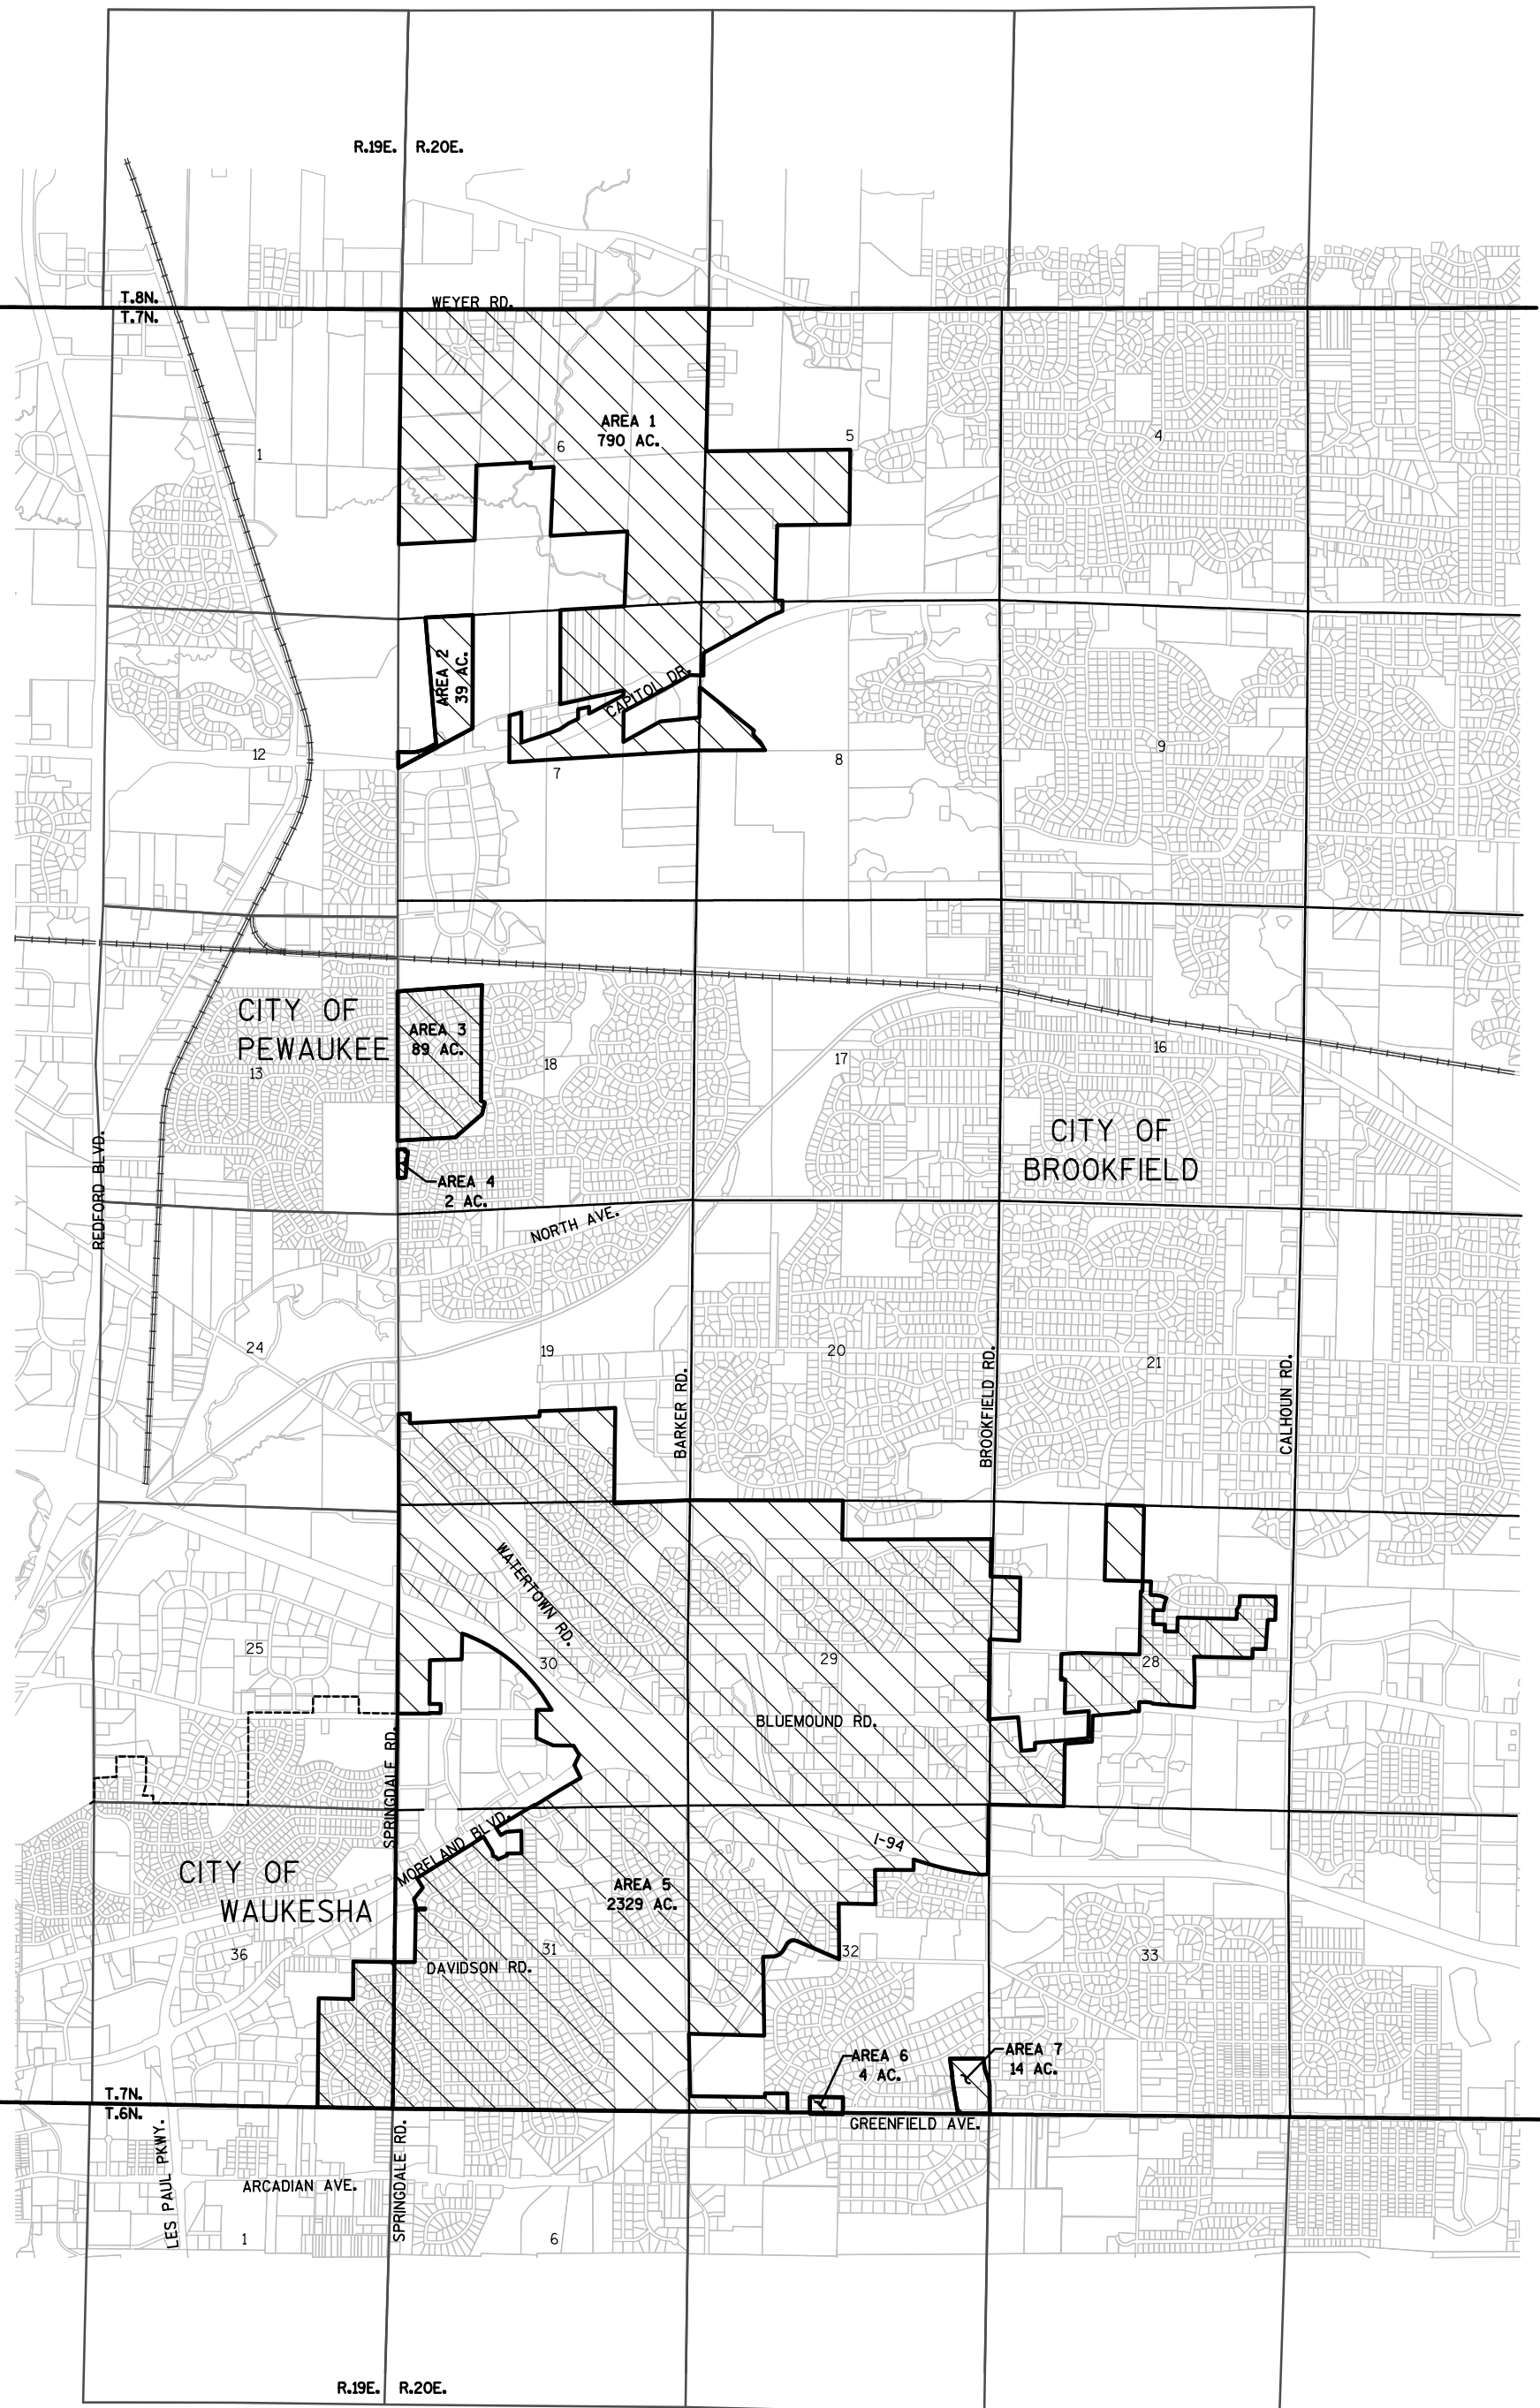 R.19E. R.20E.
T.8N.
T.7N.
WEYER RD.
AREA 1
790 AC.
1
6
5
4
AREA 2
39 AC.
CAPITOL DR.
12
7
8
9
CITY OF
PEWAUKEE
13
AREA 3
89 AC.
18
17
16
CITY OF
BROOKFIELD
AREA 4
2 AC.
REDFORD BLVD.
NORTH AVE.
24
19
20
21
BARKER RD.
BROOKFIELD RD.
CALHOUN RD.
WATERTOWN RD.
25
30
29
28
BLUEMOUND RD.
SPRINGDALE RD.
MORELAND BLVD.
I-94
CITY OF
WAUKESHA
AREA 5
2329 AC.
36
31
32
33
DAVIDSON RD.
AREA 6
4 AC.
AREA 7
14 AC.
T.7N.
T.6N.
GREENFIELD AVE.
LES PAUL PKWY.
ARCADIAN AVE.
SPRINGDALE RD.
1
6
R.19E. R.20E.